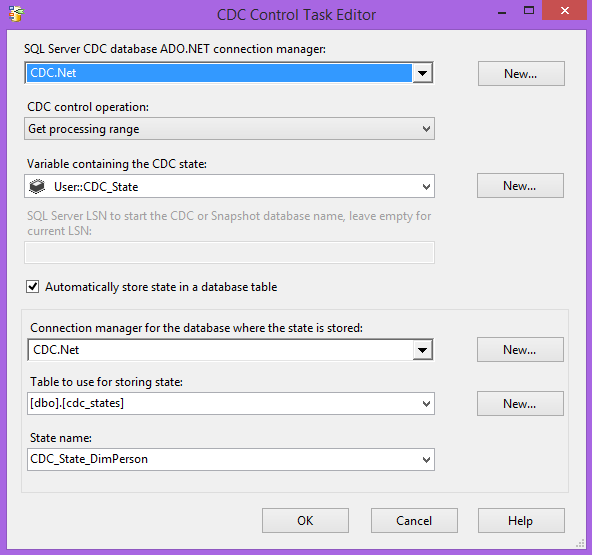 CDC Control Task Editor
SQL Server CDC database ADO.NET connection manager:
CDC.Net
New...
CDC control operation:
Get processing range
Variable containing the CDC state:
User::CDC_State
New...
SQL Server LSN to start the CDC or Snapshot database name, leave empty for
current LSN:
Automatically store state in a database table
Connection manager for the database where the state is stored:
CDC.Net
New...
Table to use for storing state:
[dbo].[cdc_states]
New...
State name:
CDC_State_DimPerson
OK
Cancel
Help